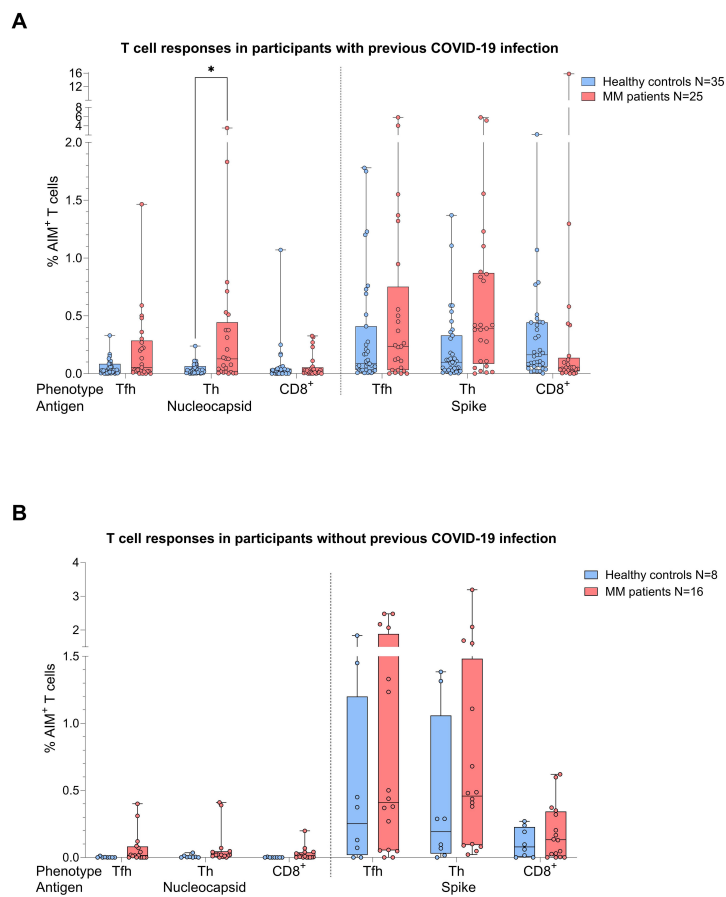 A
T cell responses in participants with previous COVID-19 infection
Healthy controls N=35
MM patients N=25
*
16
12
8
6
4
2.0
1.5
1.0
0.5
0.0
% AIM⁺ T cells
Phenotype Tfh Th CD8⁺ Tfh Th CD8⁺
Antigen Nucleocapsid Spike
B
T cell responses in participants without previous COVID-19 infection
Healthy controls N=8
MM patients N=16
4
3
2
1.5
1.0
0.5
0.0
% AIM⁺ T cells
Phenotype Tfh Th CD8⁺ Tfh Th CD8⁺
Antigen Nucleocapsid Spike